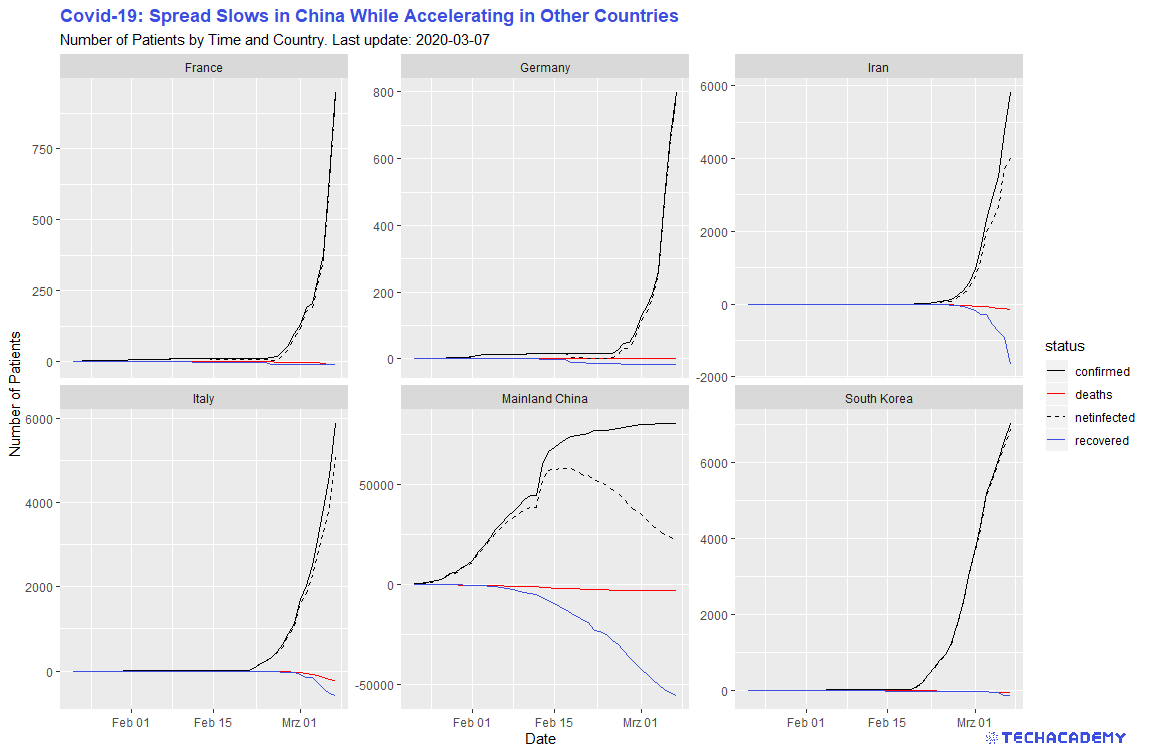 Covid-19: Spread Slows in China While Accelerating in Other Countries
Number of Patients by Time and Country. Last update: 2020-03-07
France
Germany
Iran
750
500
250
0
800
600
400
200
0
6000
4000
2000
0
-2000
Italy
Mainland China
South Korea
6000
4000
2000
0
50000
0
-50000
6000
4000
2000
0
Feb 01
Feb 15
Mrz 01
Feb 01
Feb 15
Mrz 01
Feb 01
Feb 15
Mrz 01
Number of Patients
Date
status
confirmed
deaths
netinfected
recovered
TECHACADEMY